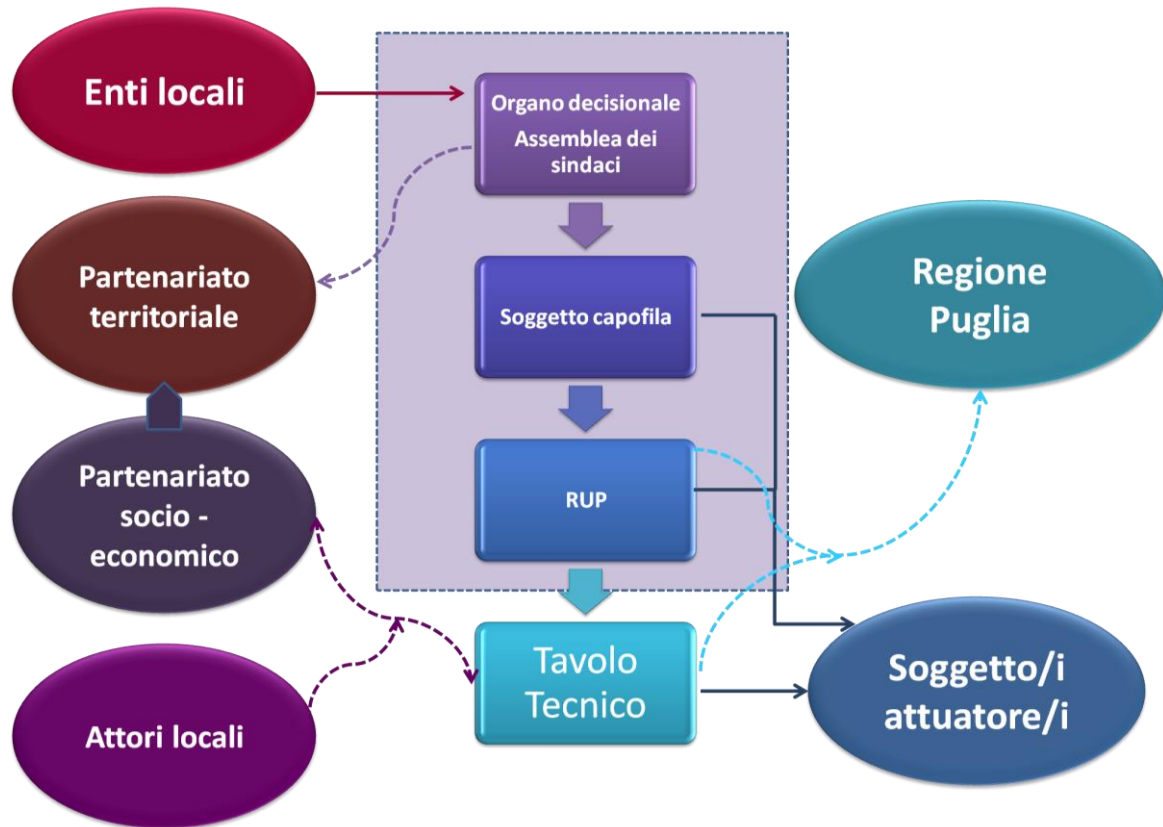 Enti locali
Organo decisionale
Assemblea dei
sindaci
Partenariato
territoriale
Soggetto capofila
Regione
Puglia
Partenariato
socio -
economico
RUP
Attori locali
Tavolo
Tecnico
Soggetto/i
attuatore/i